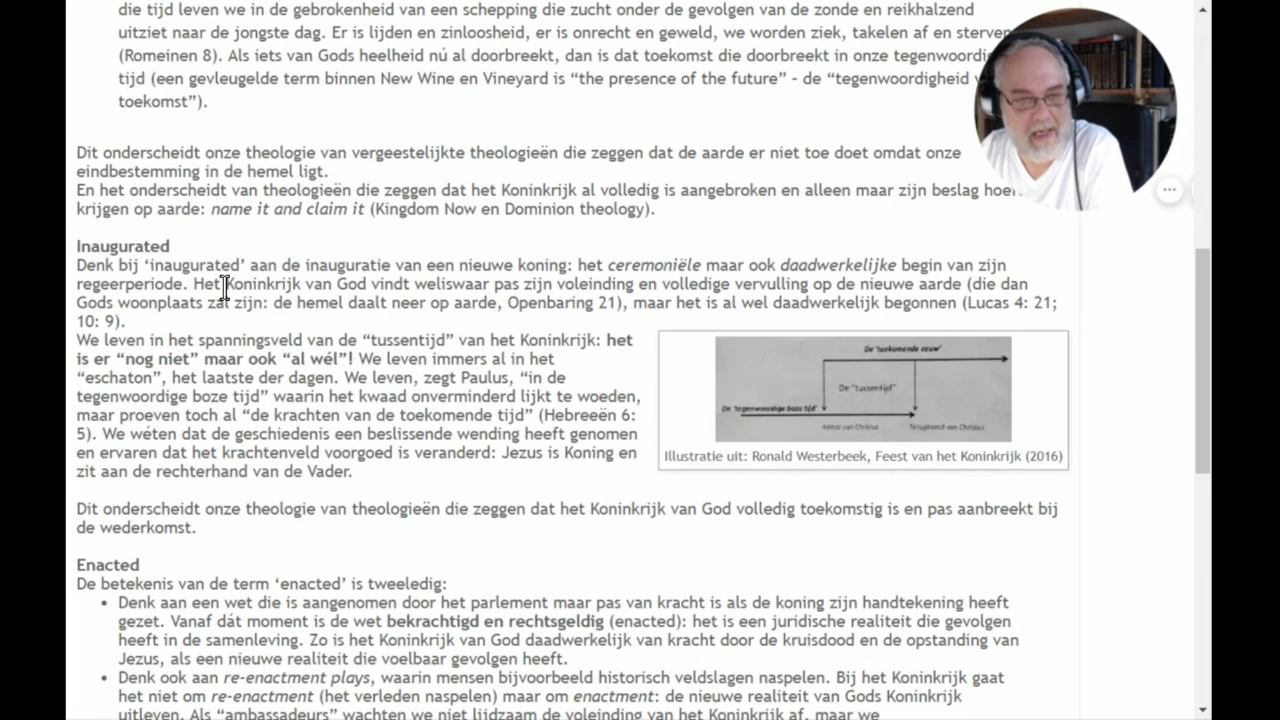 die tijd leven we in de gebrokenheid van een schepping die zucht onder de gevolgen van de zonde en reikhalzend
uitziet naar de jongste dag. Er is lijden en zinloosheid, er is onrecht en geweld, we worden ziek, takelen af en sterven
(Romeinen 8). Als iets van Gods heelheid nú al doorbreekt, dan is dat toekomst die doorbreekt in onze tegenwoordige
tijd (een gevleugelde term binnen New Wine en Vineyard is “the presence of the future” – de “tegenwoordigheid
toekomst”).
Dit onderscheidt onze theologie van vergeestelijkte theologieën die zeggen dat de aarde er niet toe doet omdat onze
eindbestemming in de hemel ligt.
En het onderscheidt van theologieën die zeggen dat het Koninkrijk al volledig is aangebroken en alleen maar zijn beslag
krijgen op aarde: name it and claim it (Kingdom Now en Dominion theology).
Inaugurated
Denk bij ‘inaugurated’ aan de inauguratie van een nieuwe koning: het ceremoniële maar ook daadwerkelijke begin van zijn
regeerperiode. Het Koninkrijk van God vindt weliswaar pas zijn voleinding en volledige vervulling op de nieuwe aarde (die dan
Gods woonplaats zal zijn: de hemel daalt neer op aarde, Openbaring 21), maar het is al wel daadwerkelijk begonnen (Lucas 4: 21;
10: 9).
We leven in het spanningsveld van de “tussentijd” van het Koninkrijk: het
is er “nog niet” maar ook “al wél”! We leven immers al in het
“eschaton”, het laatste der dagen. We leven, zegt Paulus, “in de
tegenwoordige boze tijd” waarin het kwaad onverminderd lijkt te woeden,
maar proeven toch al “de krachten van de toekomende tijd” (Hebreeën 6:
5). We wéten dat de geschiedenis een beslissende wending heeft genomen
en ervaren dat het krachtenveld voorgoed is veranderd: Jezus is Koning en
zit aan de rechterhand van de Vader.
De 'toekomende eeuw'
De "tussentijd"
De 'tegenwoordige boze tijd'
Komst van Christus
Terugkomst van Christus
Illustratie uit: Ronald Westerbeek, Feest van het Koninkrijk (2016)
Dit onderscheidt onze theologie van theologieën die zeggen dat het Koninkrijk van God volledig toekomstig is en pas aanbreekt bij
de wederkomst.
Enacted
De betekenis van de term ‘enacted’ is tweeledig:
• Denk aan een wet die is aangenomen door het parlement maar pas van kracht is als de koning zijn handtekening heeft
gezet. Vanaf dát moment is de wet bekrachtigd en rechtsgeldig (enacted): het is een juridische realiteit die gevolgen
heeft in de samenleving. Zo is het Koninkrijk van God daadwerkelijk van kracht door de kruisdood en de opstanding van
Jezus, als een nieuwe realiteit die voelbaar gevolgen heeft.
• Denk ook aan re-enactment plays, waarin mensen bijvoorbeeld historisch veldslagen naspelen. Bij het Koninkrijk gaat
het niet om re-enactment (het verleden naspelen) maar om enactment: de nieuwe realiteit van Gods Koninkrijk
uitleven. Als “ambassadeurs” wachten we niet lijdzaam de voleinding van het Koninkrijk af, maar we